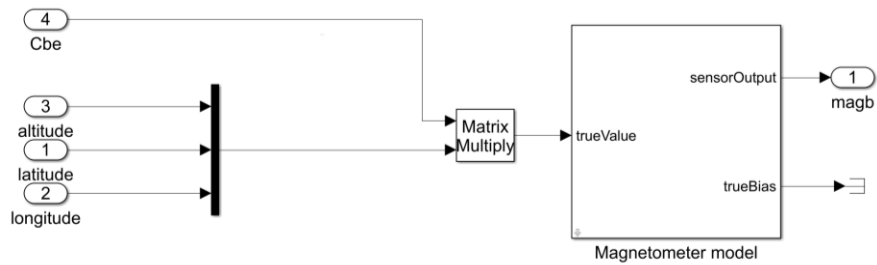 4
Cbe
3
altitude
1
latitude
2
longitude
Matrix
Multiply
trueValue
sensorOutput
trueBias
Magnetometer model
1
magb